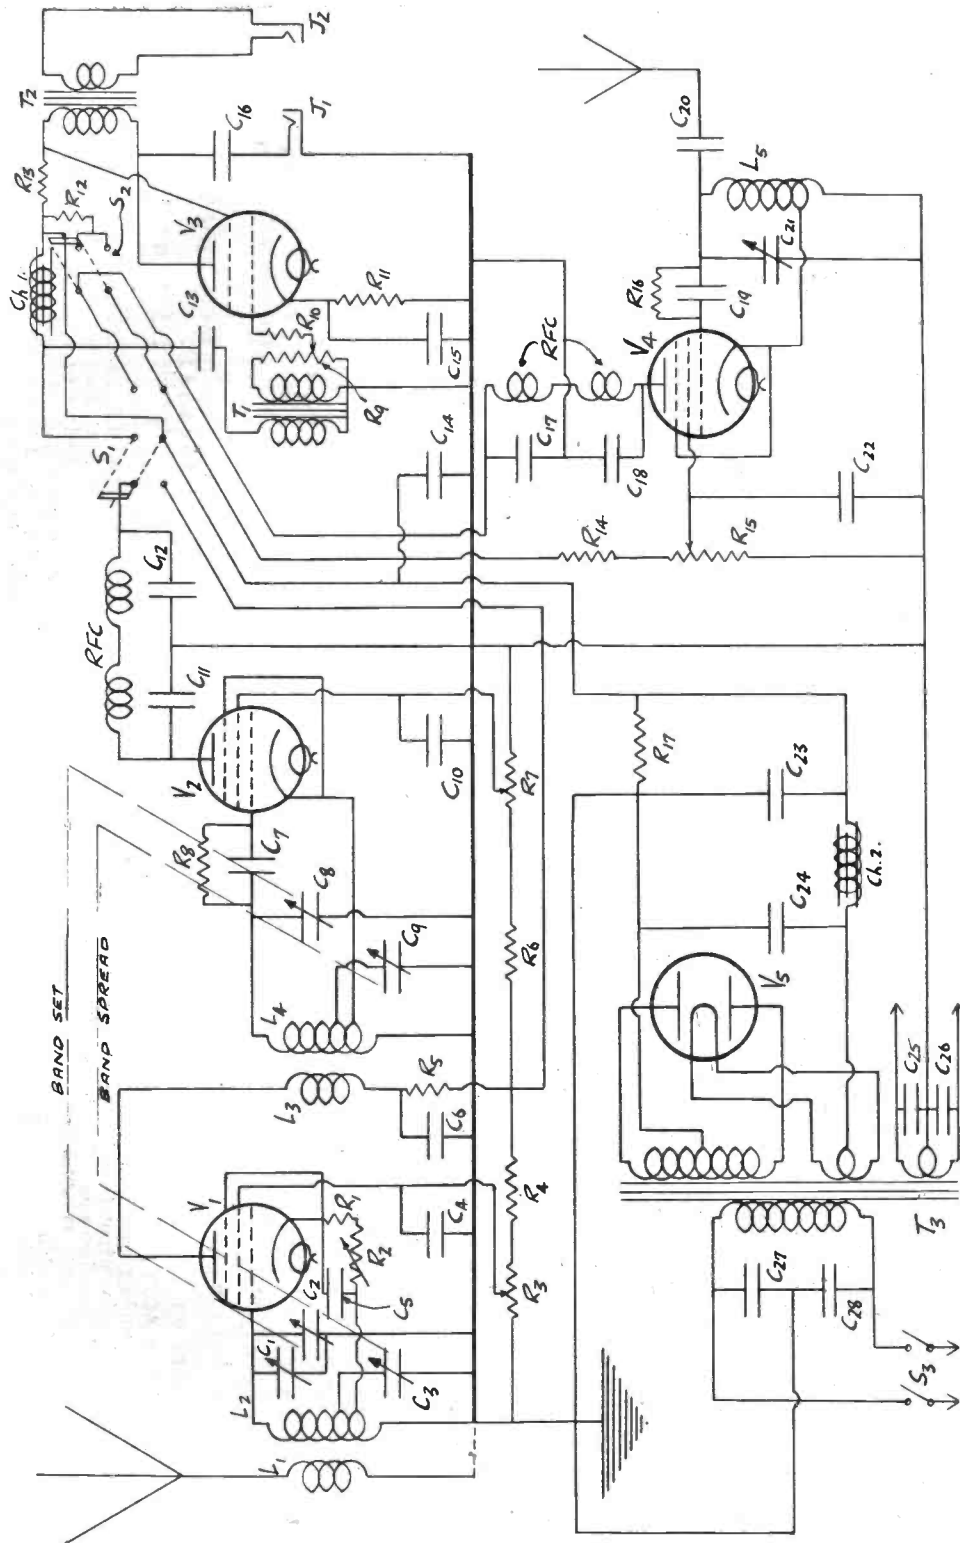 T2
J2
R13
R12
S2
Ch 1.
C16
J1
V3
C13
R10
R11
T1
R9
C15
S1
C14
C12
RFC
C11
V2
C10
R7
R8
C7
C8
C9
L4
R6
BAND SET
BAND SPREAD
L3
R5
C6
V1
R1
R2
C4
R4
C2
C5
R3
C1
C3
L2
L1
C20
L5
C21
R16
C19
RFC
V4
C17
C18
C22
R14
R15
R17
C23
Ch. 2.
C24
V5
C25
C26
T3
C27
C28
S3